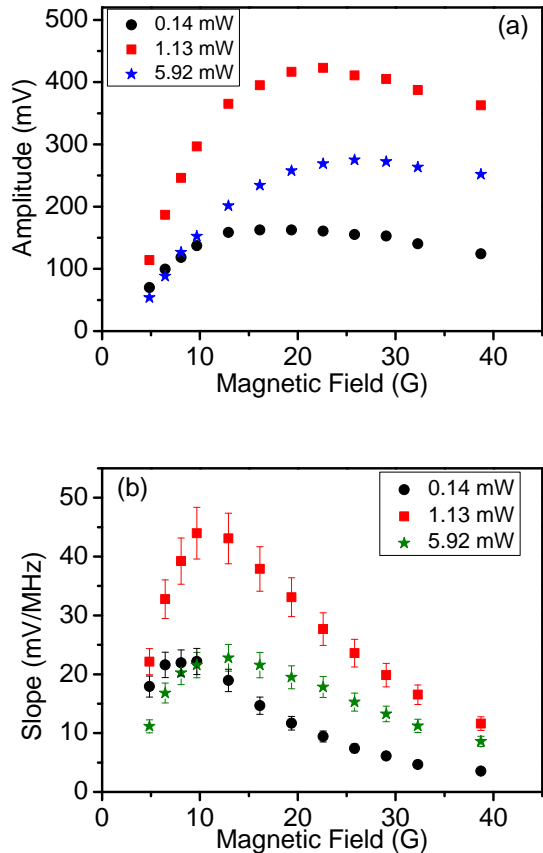 (a)
0.14 mW
1.13 mW
5.92 mW
Amplitude (mV)
500
400
300
200
100
0
0 10 20 30 40
Magnetic Field (G)
(b)
0.14 mW
1.13 mW
5.92 mW
Slope (mV/MHz)
50
40
30
20
10
0
0 10 20 30 40
Magnetic Field (G)